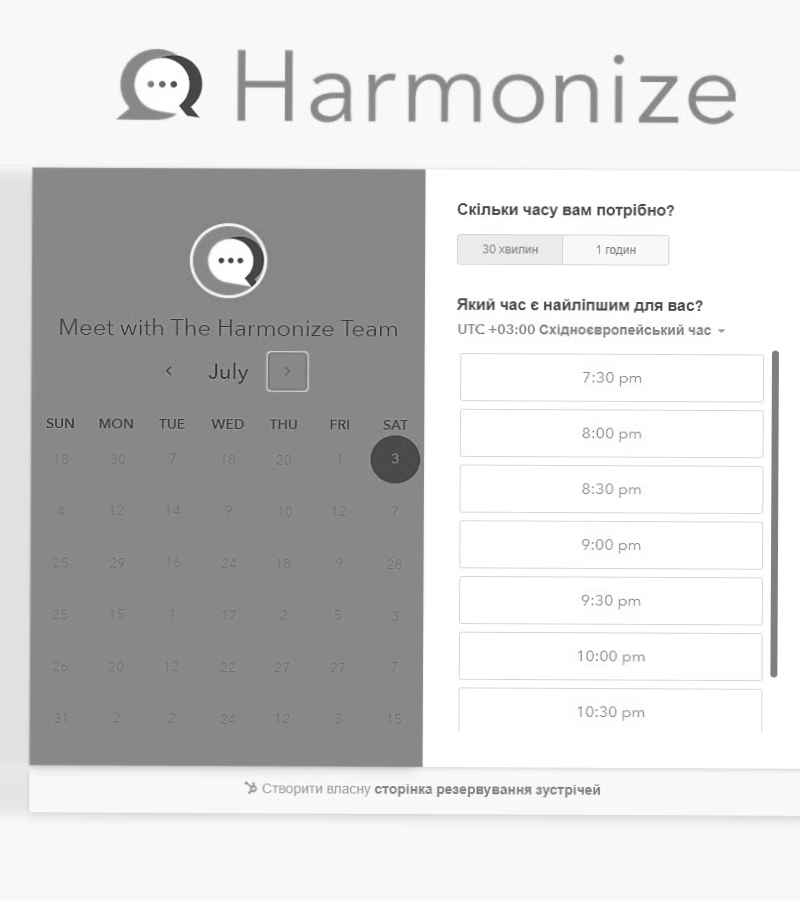 Harmonize
Meet with The Harmonize Team
July
SUN MON TUE WED THU FRI SAT
18 30 7 18 20 1 3
4 12 14 9 10 12 7
25 29 16 24 18 9 28
25 15 1 17 2 5 3
26 20 12 22 27 27 7
31 2 2 24 12 8 15
Скільки часу вам потрібно?
30 хвилин 1 годин
Який час є найліпшим для вас?
UTC +03:00 Східноєвропейський час
7:30 pm
8:00 pm
8:30 pm
9:00 pm
9:30 pm
10:00 pm
10:30 pm
Створити власну сторінка резервування зустрічей